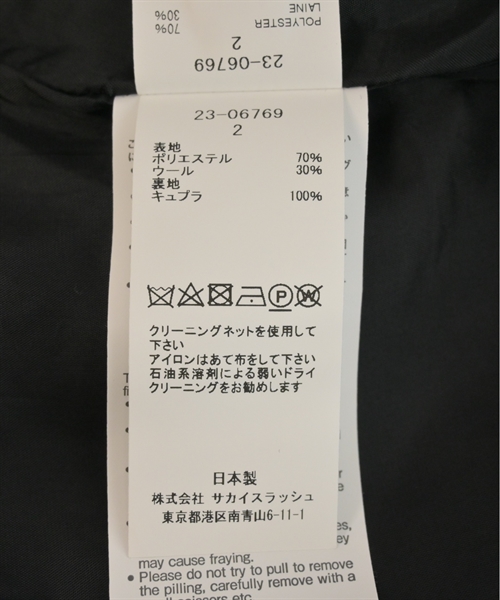 23-06769
2
POLYESTER 70%
LAINE 30%
23-06769
2
表地
ポリエステル 70%
ウール 30%
裏地
キュプラ 100%
P W
クリーニングネットを使用して
下さい
アイロンはあて布をして下さい
石油系溶剤による弱いドライ
クリーニングをお勧めします
日本製
株式会社 サカイスラッシュ
東京都港区南青山6-11-1
may cause fraying.
• Please do not try to pull to remove
the pilling, carefully remove with a